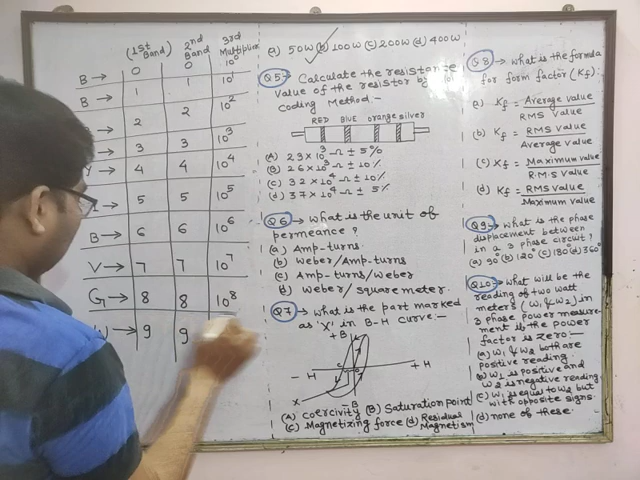 (1st Band) 2nd Band 3rd Multiplier
B → 0 0 10⁰
B → 1 1 10¹
2 2 10²
3 3 10³
Y 4 4 10⁴
5 5 10⁵
B → 6 6 10⁶
V → 7 7 10⁷
G → 8 8 10⁸
W → 9 9
(a) 50W (b) 100W (c) 200W (d) 400W
Q5 → Calculate the resistance
value of the resistor by
coding Method :-
RED BLUE orange silver
(A) 23×10³ Ω ± 5%
(B) 26×10³ Ω ± 10%
(C) 32×10⁴ Ω ± 10%
(d) 37×10⁴ Ω ± 5%
Q6 → What is the unit of
permeance ?
(a) Amp-turns.
(b) Weber/Amp-turns
(c) Amp-turns/Weber
(d) Weber/square meter.
Q7 → What is the part marked
as 'X' in B-H curve:-
+B
-H +H
-B
X
(A) Coercivity (B) Saturation point
(C) Magnetizing force (d) Residual
Magnetism
Q8 → What is the formula
for form factor (Kf) :
(a) Kf = Average value / RMS value
(b) Kf = RMS value / Average value
(c) Kf = Maximum value / R.M.S value
(d) Kf = RMS value / Maximum value
Q9 → What is the phase
displacement between
in a 3 phase circuit ?
(a) 90° (b) 120° (c) 180° (d) 360°
Q10 → What will be the
reading of two watt
meters (W₁ & W₂) in
3 phase power measure-
ment is the power
factor is zero :-
(a) W₁ & W₂ both are
positive reading.
(b) W₁ is positive and
W₂ is negative reading
(c) W₁ is equal to W₂ but
with opposite signs.
(d) none of these.